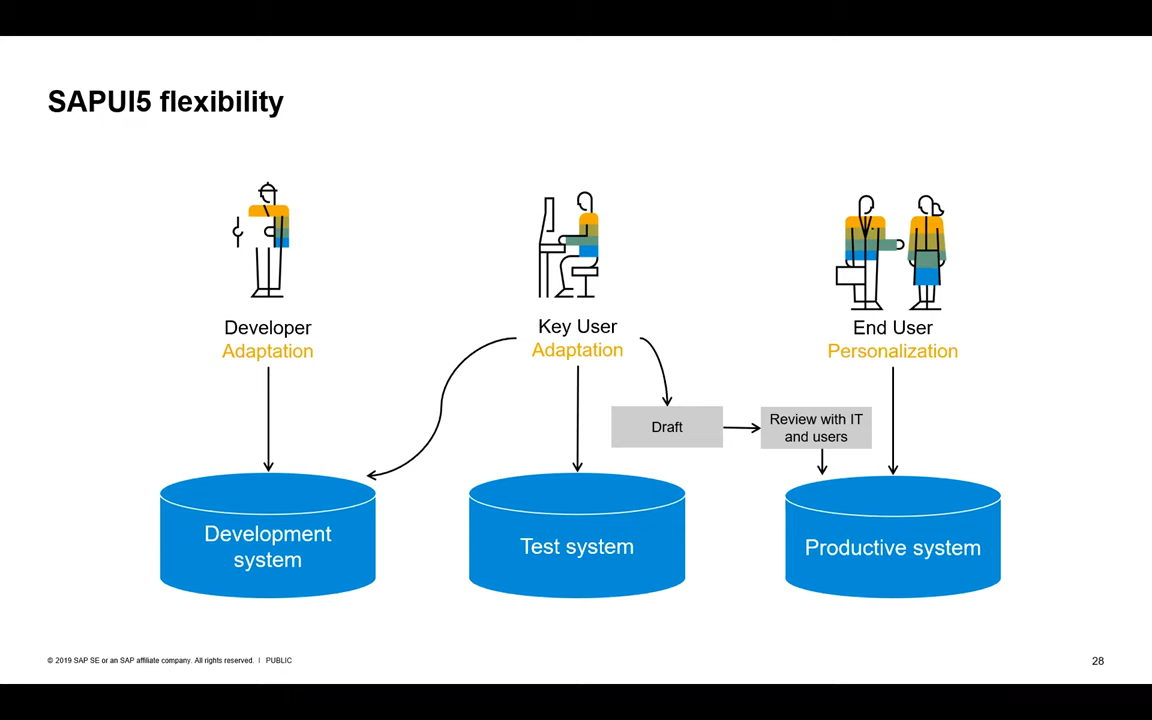 SAPUI5 flexibility
Developer
Adaptation
Key User
Adaptation
End User
Personalization
Draft
Review with IT
and users
Development
system
Test system
Productive system
© 2019 SAP SE or an SAP affiliate company. All rights reserved. | PUBLIC
28